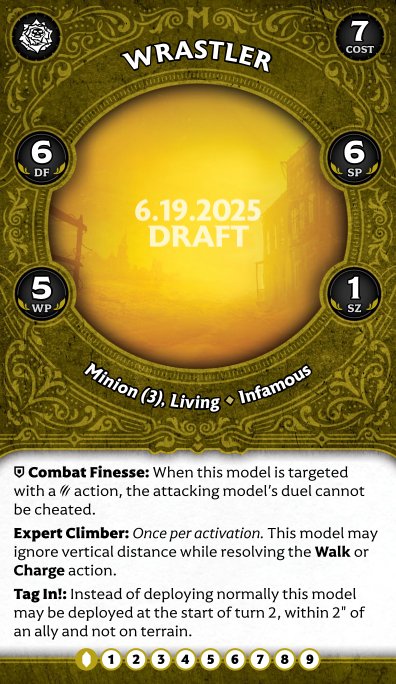 WRASTLER
7
COST
6
DF
6
SP
6.19.2025
DRAFT
5
WP
1
SZ
Minion (3), Living ⬥ Infamous
Combat Finesse: When this model is targeted
with a action, the attacking model's duel cannot
be cheated.
Expert Climber: Once per activation. This model may
ignore vertical distance while resolving the Walk or
Charge action.
Tag In!: Instead of deploying normally this model
may be deployed at the start of turn 2, within 2" of
an ally and not on terrain.
1 2 3 4 5 6 7 8 9